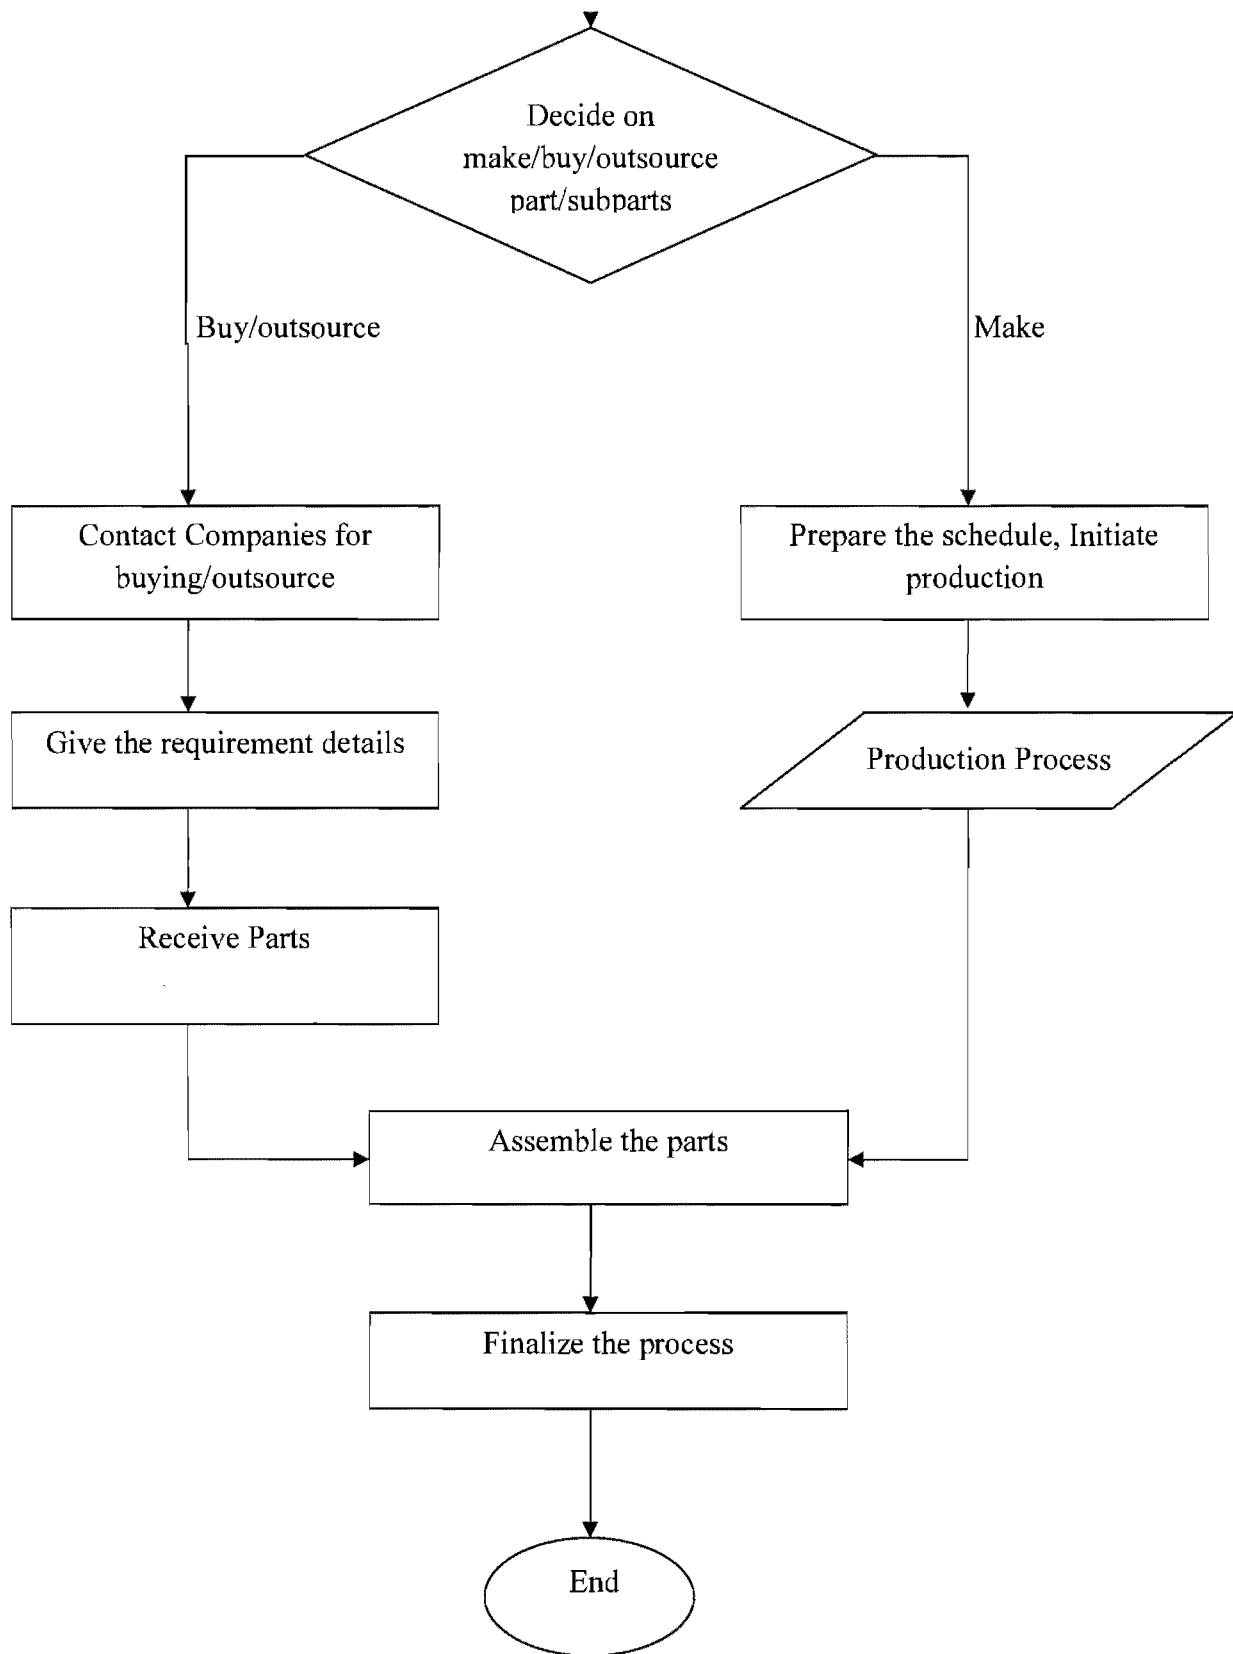 Decide on
make/buy/outsource
part/subparts
Buy/outsource
Make
Contact Companies for
buying/outsource
Prepare the schedule, Initiate
production
Give the requirement details
Production Process
Receive Parts
Assemble the parts
Finalize the process
End